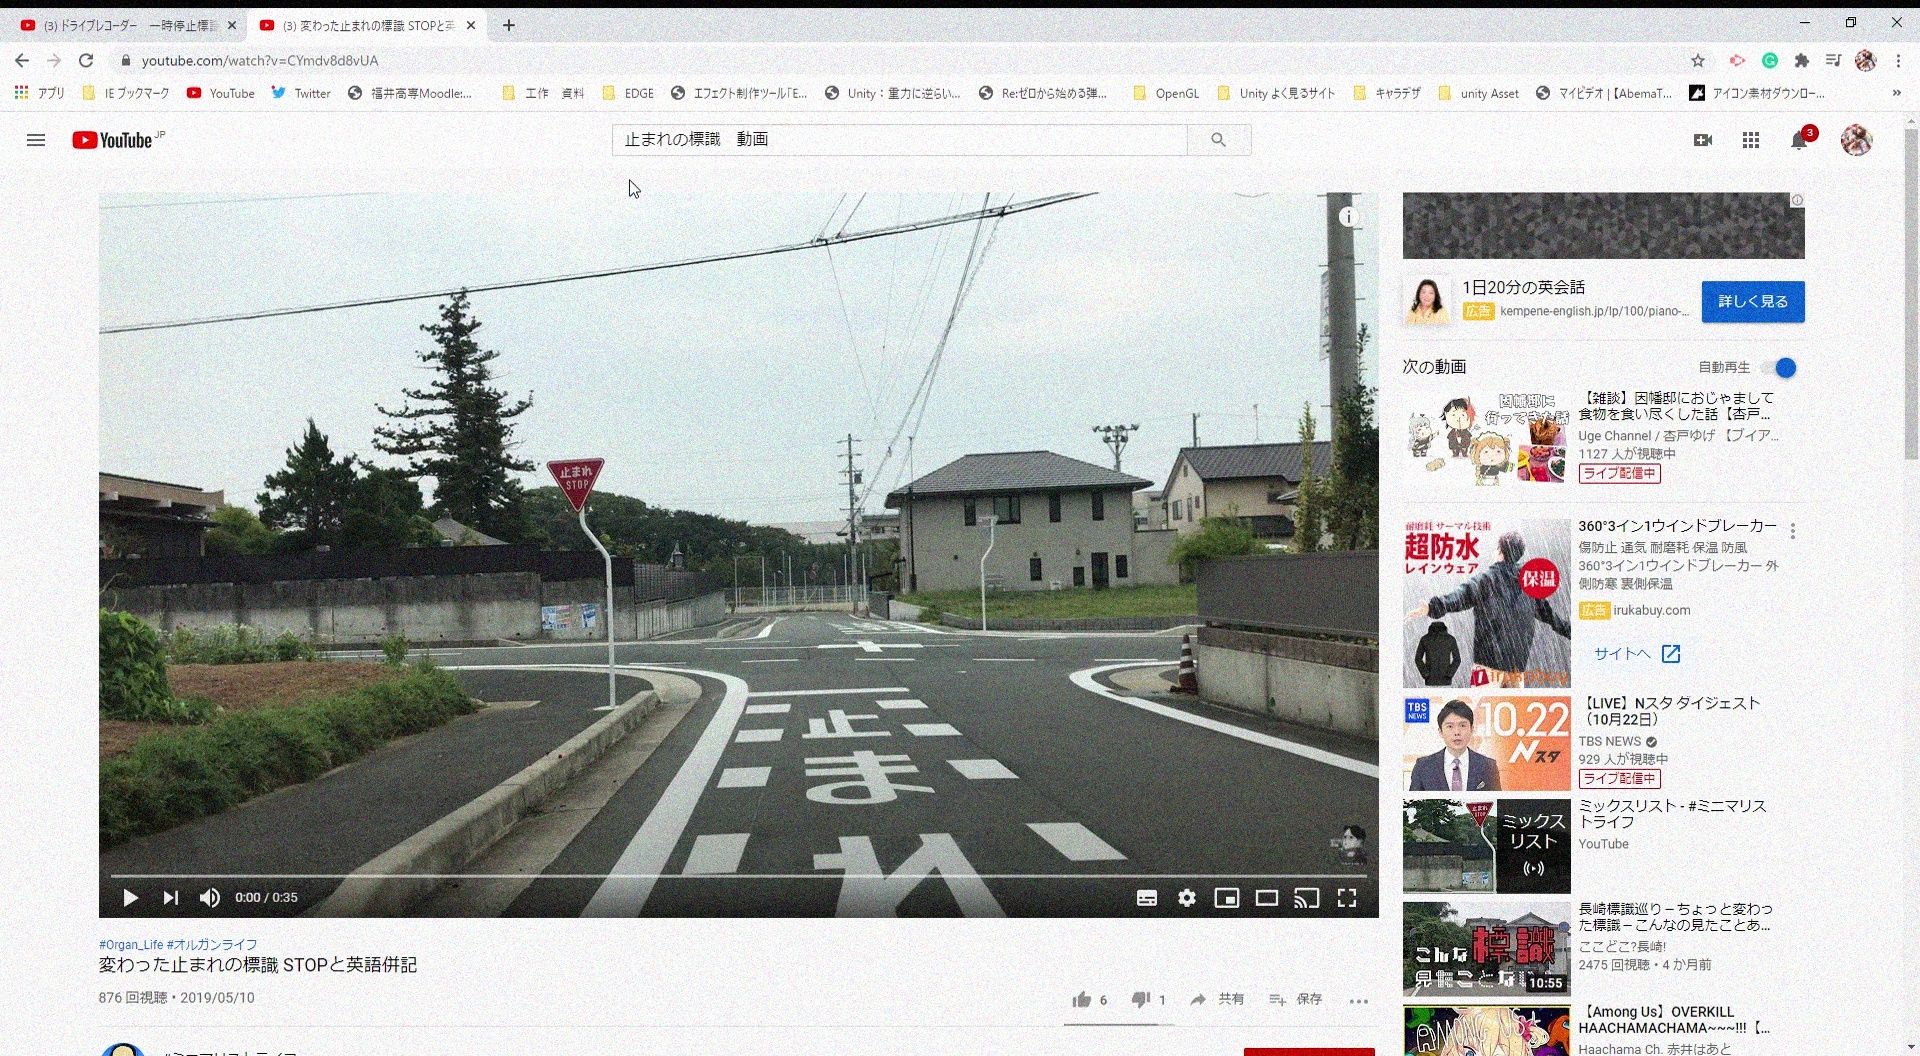 (3) ドライブレコーダー 一時停止標識
(3) 変わった止まれの標識 STOPと英
youtube.com/watch?v=CYmdv8d8vUA
アプリ
IE ブックマーク
YouTube
Twitter
福井高専Moodle:...
工作 資料
EDGE
エフェクト制作ツール「E...
Unity：重力に逆らい...
Re:ゼロから始める弾...
OpenGL
Unity よく見るサイト
キャラデザ
unity Asset
マイビデオ | 【AbemaT...
アイコン素材ダウンロー...
YouTube JP
止まれの標識 動画
3
止まれ
STOP
止
ま
れ
0:00 / 0:35
#Organ_Life #オルガンライフ
変わった止まれの標識 STOPと英語併記
876 回視聴・2019/05/10
6
1
共有
保存
1日20分の英会話
広告 kempene-english.jp/lp/100/piano-...
詳しく見る
次の動画
自動再生
因幡邸に
行ってきた話
【雑談】因幡邸におじゃまして
食物を食い尽くした話【杏戸...
Uge Channel / 杏戸ゆげ 【ブイア...
1127 人が視聴中
ライブ配信中
耐磨耗 サーマル技術
超防水
レインウェア
保温
360°3イン1ウインドブレーカー
傷防止 通気 耐磨耗 保温 防風
360°3イン1ウインドブレーカー 外
側防寒 裏側保温
広告 irukabuy.com
サイトへ
TBS
NEWS
10.22
Nスタ
【LIVE】Nスタ ダイジェスト
（10月22日）
TBS NEWS
929 人が視聴中
ライブ配信中
止まれ
STOP
ミックス
リスト
ミックスリスト - #ミニマリス
トライフ
YouTube
こんな標識
見たことない
10:55
長崎標識巡り－ちょっと変わっ
た標識－こんなの見たことあ...
ここどこ?長崎!
2475 回視聴・4 か月前
AMONG US
【Among Us】OVERKILL
HAACHAMACHAMA~~~!!!【...
Haachama Ch. 赤井はあと